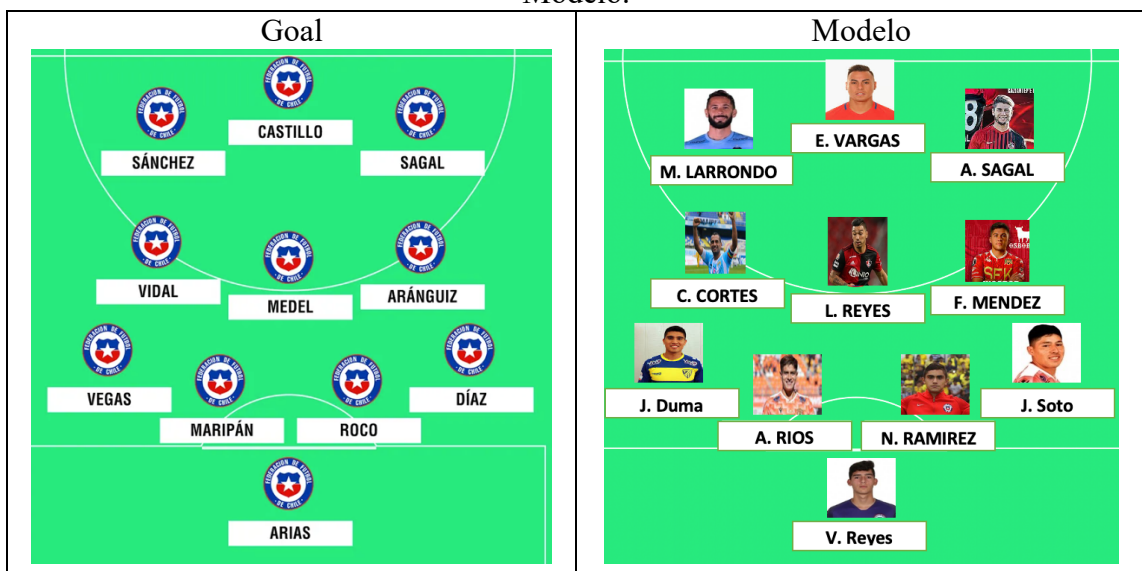 Modelo.
Goal
Modelo
CASTILLO
SÁNCHEZ
SAGAL
VIDAL
MEDEL
ARÁNGUIZ
VEGAS
MARIPÁN
ROCO
DÍAZ
ARIAS
E. VARGAS
M. LARRONDO
A. SAGAL
C. CORTES
L. REYES
F. MENDEZ
J. Duma
A. RIOS
N. RAMIREZ
J. Soto
V. Reyes